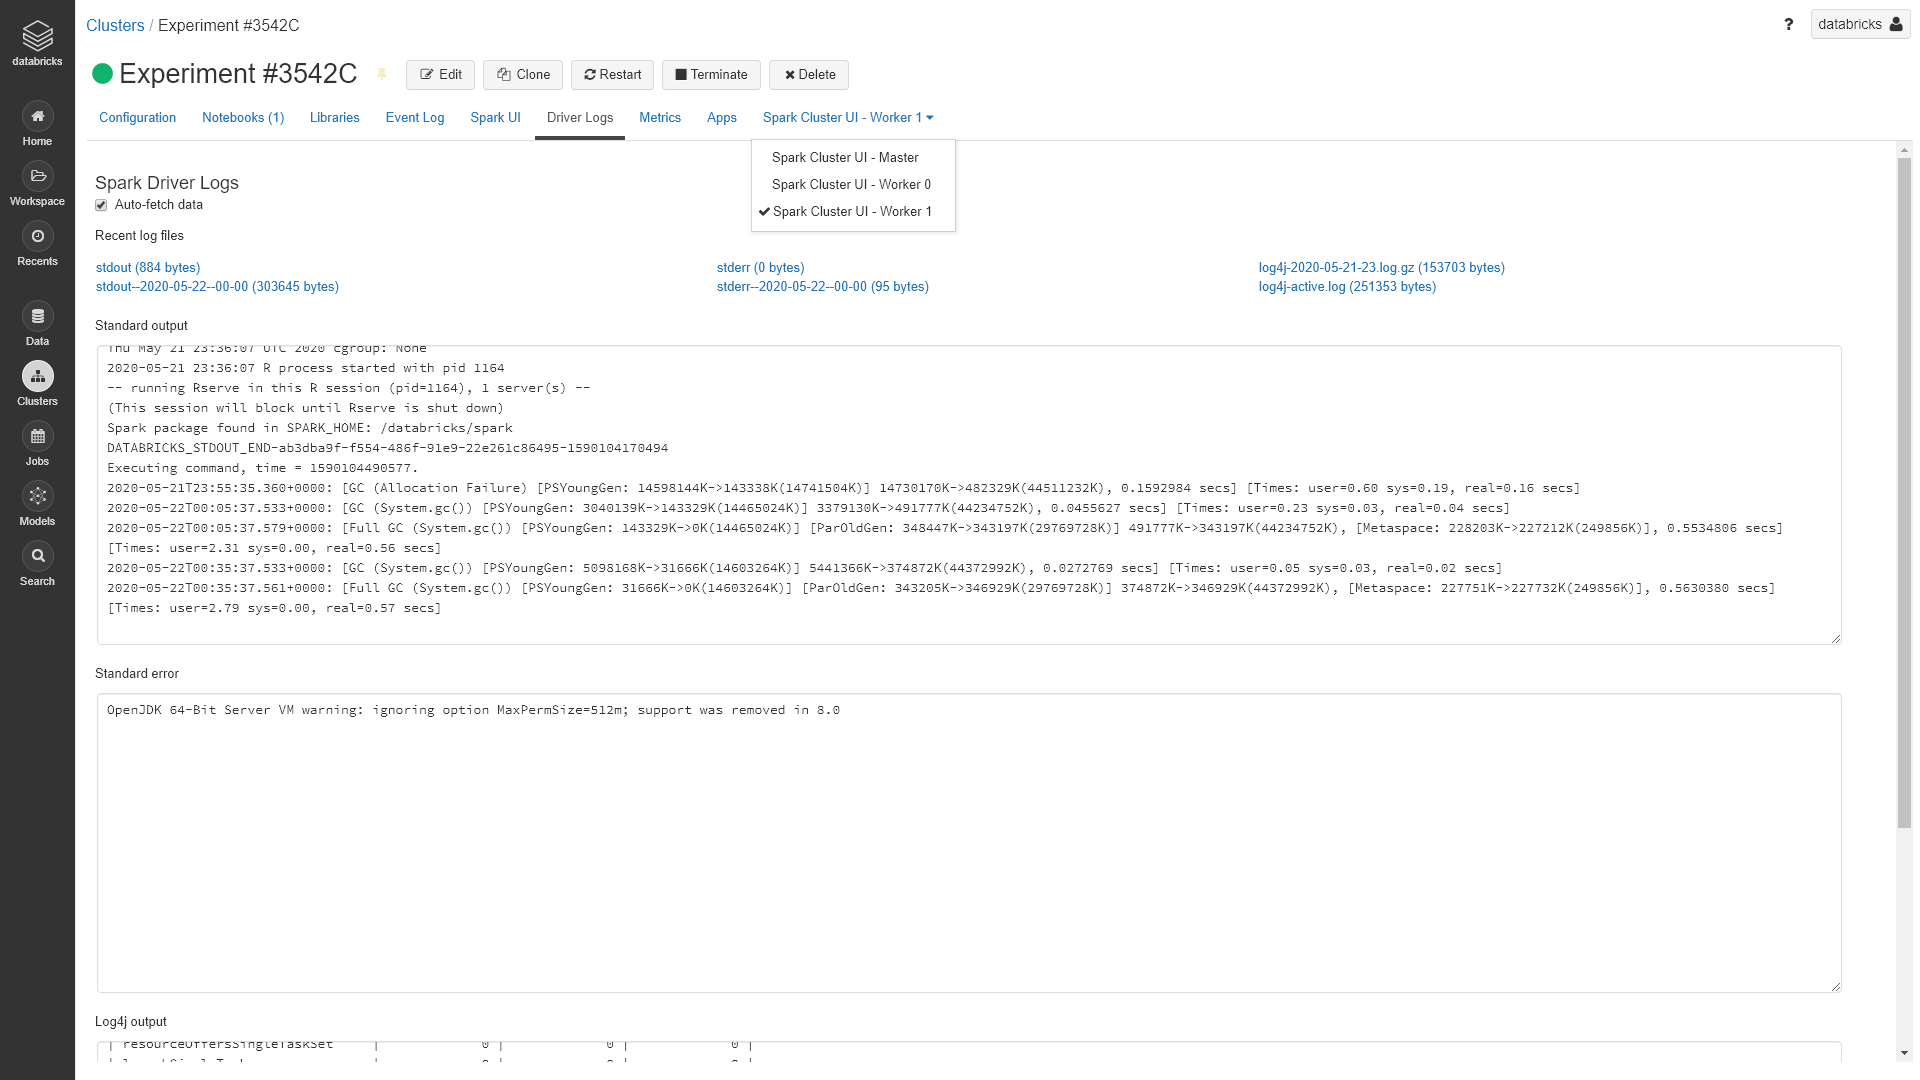 databricks
Home
Workspace
Recents
Data
Clusters
Jobs
Models
Search
Clusters / Experiment #3542C
? databricks
Experiment #3542C
Edit Clone Restart Terminate Delete
Configuration Notebooks (1) Libraries Event Log Spark UI Driver Logs Metrics Apps Spark Cluster UI - Worker 1
Spark Cluster UI - Master
Spark Cluster UI - Worker 0
Spark Cluster UI - Worker 1
Spark Driver Logs
Auto-fetch data
Recent log files
stdout (884 bytes) stderr (0 bytes) log4j-2020-05-21-23.log.gz (153703 bytes)
stdout--2020-05-22--00-00 (303645 bytes) stderr--2020-05-22--00-00 (95 bytes) log4j-active.log (251353 bytes)
Standard output
Thu May 21 23:36:07 UTC 2020 cgroup: None
2020-05-21 23:36:07 R process started with pid 1164
-- running Rserve in this R session (pid=1164), 1 server(s) --
(This session will block until Rserve is shut down)
Spark package found in SPARK_HOME: /databricks/spark
DATABRICKS_STDOUT_END-ab3dba9f-f554-486f-91e9-22e261c86495-1590104170494
Executing command, time = 1590104490577.
2020-05-21T23:55:35.360+0000: [GC (Allocation Failure) [PSYoungGen: 14598144K->143338K(14741504K)] 14730170K->482329K(44511232K), 0.1592984 secs] [Times: user=0.60 sys=0.19, real=0.16 secs]
2020-05-22T00:05:37.533+0000: [GC (System.gc()) [PSYoungGen: 3040139K->143329K(14465024K)] 3379130K->491777K(44234752K), 0.0455627 secs] [Times: user=0.23 sys=0.03, real=0.04 secs]
2020-05-22T00:05:37.579+0000: [Full GC (System.gc()) [PSYoungGen: 143329K->0K(14465024K)] [ParOldGen: 348447K->343197K(29769728K)] 491777K->343197K(44234752K), [Metaspace: 228203K->227212K(249856K)], 0.5534806 secs]
[Times: user=2.31 sys=0.00, real=0.56 secs]
2020-05-22T00:35:37.533+0000: [GC (System.gc()) [PSYoungGen: 5098168K->31666K(14603264K)] 5441366K->374872K(44372992K), 0.0272769 secs] [Times: user=0.05 sys=0.03, real=0.02 secs]
2020-05-22T00:35:37.561+0000: [Full GC (System.gc()) [PSYoungGen: 31666K->0K(14603264K)] [ParOldGen: 343205K->346929K(29769728K)] 374872K->346929K(44372992K), [Metaspace: 227751K->227732K(249856K)], 0.5630380 secs]
[Times: user=2.79 sys=0.00, real=0.57 secs]
Standard error
OpenJDK 64-Bit Server VM warning: ignoring option MaxPermSize=512m; support was removed in 8.0
Log4j output
| resourceOffersSingleTaskSet | 0 | 0 | 0 |